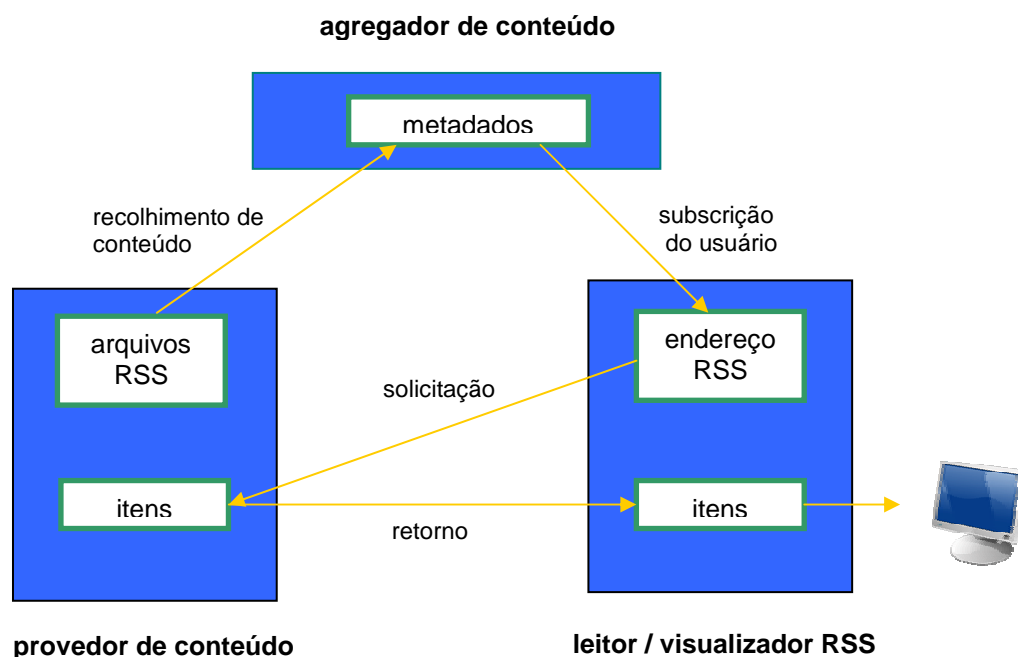 agregador de conteúdo
metadados
recolhimento de
conteúdo
subscrição
do usuário
arquivos
RSS
endereço
RSS
solicitação
itens
itens
retorno
provedor de conteúdo
leitor / visualizador RSS